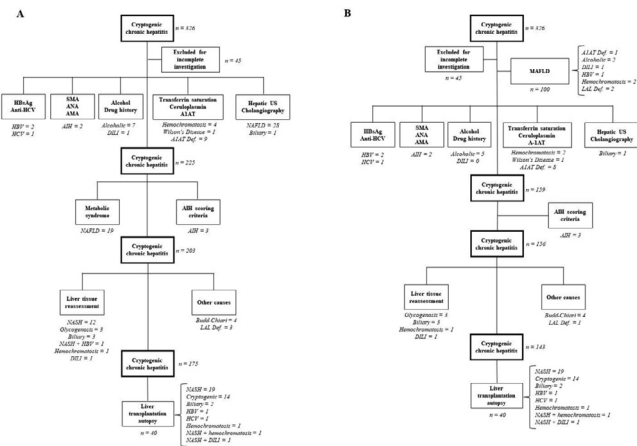 A
Cryptogenic
chronic hepatitis
n = 326
Excluded for
incomplete
investigation
n = 45
HBsAg
Anti-HCV
HBV = 2
HCV = 1
SMA
ANA
AMA
AIH = 2
Alcohol
Drug history
Alcoholic = 7
DILI = 1
Transferrin saturation
Ceruloplasmin
A1AT
Hemochromatosis = 4
Wilson's Disease = 1
A1AT Def. = 9
Hepatic US
Cholangiography
NAFLD = 28
Biliary = 1
Cryptogenic
chronic hepatitis
n = 225
Metabolic
syndrome
NAFLD = 19
AIH scoring
criteria
AIH = 3
Cryptogenic
chronic hepatitis
n = 203
Liver tissue
reassessment
NASH = 12
Glycogenosis = 3
Biliary = 3
NASH + HBV = 1
Hemochromatosis = 1
DILI = 1
Other causes
Budd-Chiari = 4
LAL Def. = 3
Cryptogenic
chronic hepatitis
n = 175
Liver
transplantation
autopsy
n = 40
NASH = 19
Cryptogenic = 14
Biliary = 2
HBV = 1
HCV = 1
Hemochromatosis = 1
NASH + hemochromatosis = 1
NASH + DILI = 1
B
Cryptogenic
chronic hepatitis
n = 326
Excluded for
incomplete
investigation
n = 45
MAFLD
n = 100
A1AT Def. = 1
Alcoholic = 2
DILI = 1
HBV = 1
Hemochromatosis = 2
LAL Def. = 2
HBsAg
Anti-HCV
HBV = 2
HCV = 1
SMA
ANA
AMA
AIH = 2
Alcohol
Drug history
Alcoholic = 5
DILI = 0
Transferrin saturation
Ceruloplasmin
A-1AT
Hemochromatosis = 2
Wilson's Disease = 1
A1AT Def. = 8
Hepatic US
Cholangiography
Biliary = 1
Cryptogenic
chronic hepatitis
n = 159
AIH scoring
criteria
AIH = 3
Cryptogenic
chronic hepatitis
n = 156
Liver tissue
reassessment
Glycogenosis = 3
Biliary = 3
Hemochromatosis = 1
DILI = 1
Other causes
Budd-Chiari = 4
LAL Def. = 1
Cryptogenic
chronic hepatitis
n = 143
Liver
transplantation
autopsy
n = 40
NASH = 19
Cryptogenic = 14
Biliary = 2
HBV = 1
HCV = 1
Hemochromatosis = 1
NASH + hemochromatosis = 1
NASH + DILI = 1